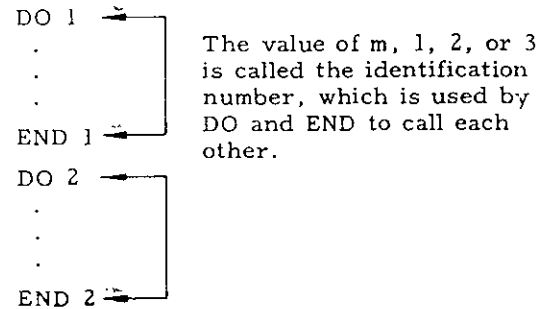 DO 1
.
.
.
END 1
DO 2
.
.
.
END 2
The value of m, 1, 2, or 3
is called the identification
number, which is used by
DO and END to call each
other.